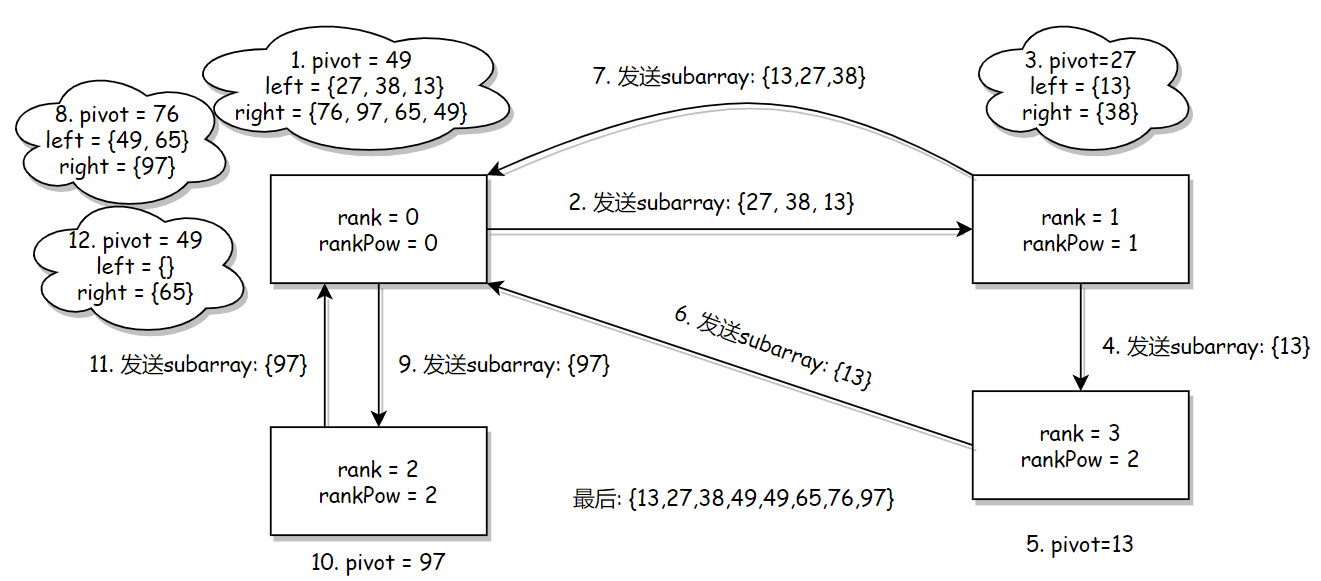 1. pivot = 49
left = {27, 38, 13}
right = {76, 97, 65, 49}
7. 发送subarray: {13,27,38}
3. pivot=27
left = {13}
right = {38}
8. pivot = 76
left = {49, 65}
right = {97}
2. 发送subarray: {27, 38, 13}
rank = 0
rankPow = 0
rank = 1
rankPow = 1
12. pivot = 49
left = {}
right = {65}
6. 发送subarray: {13}
4. 发送subarray: {13}
11. 发送subarray: {97}
9. 发送subarray: {97}
rank = 3
rankPow = 2
rank = 2
rankPow = 2
最后: {13,27,38,49,49,65,76,97}
5. pivot=13
10. pivot = 97